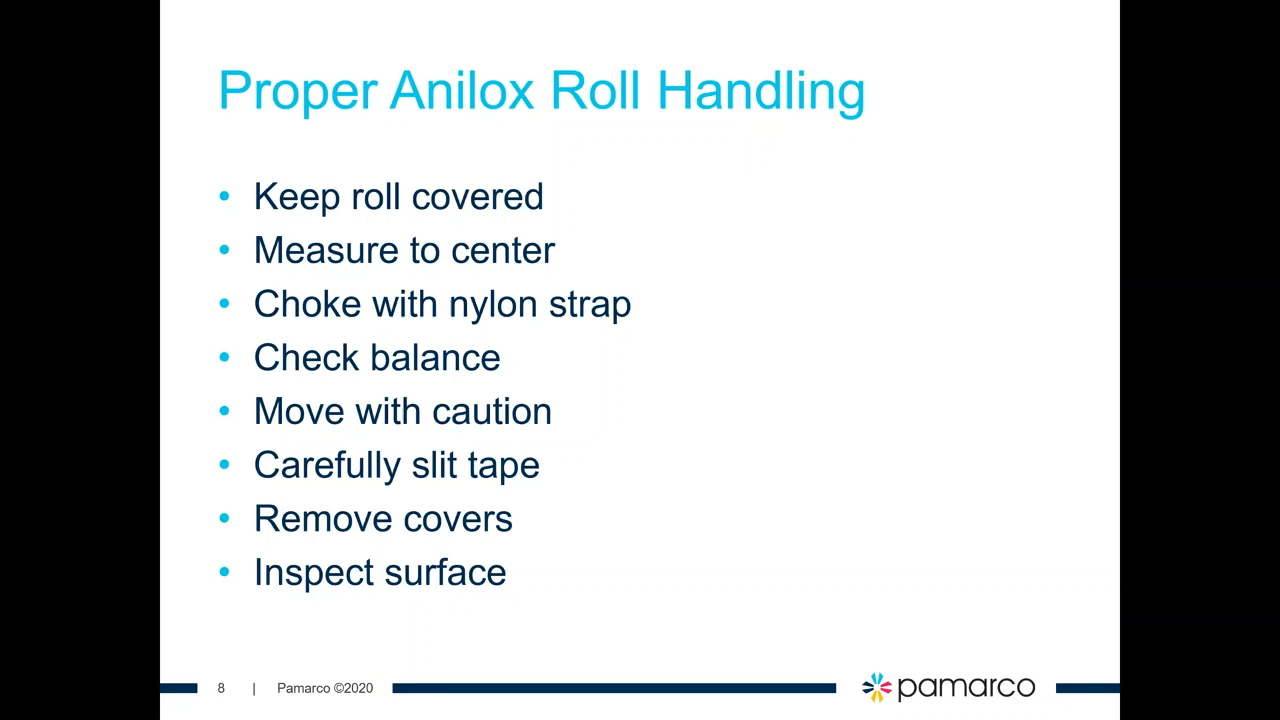 Proper Anilox Roll Handling
• Keep roll covered
• Measure to center
• Choke with nylon strap
• Check balance
• Move with caution
• Carefully slit tape
• Remove covers
• Inspect surface
8 | Pamarco ©2020
pamarco